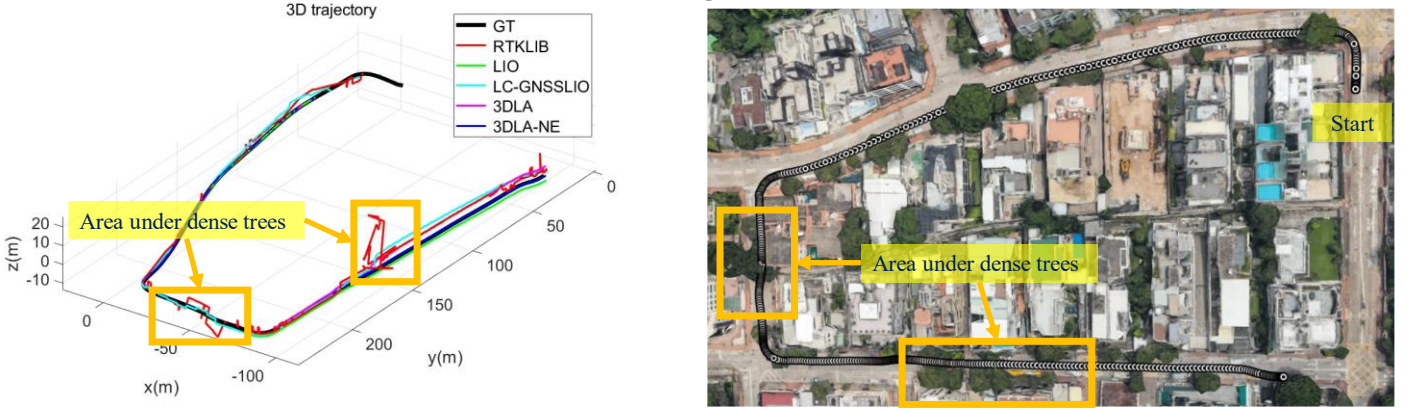 3D trajectory
GT
RTKLIB
LIO
LC-GNSSLIO
3DLA
3DLA-NE
Area under dense trees
20
10
0
-10
z(m)
0
-50
-100
x(m)
200
150
100
50
0
y(m)
Start
Area under dense trees